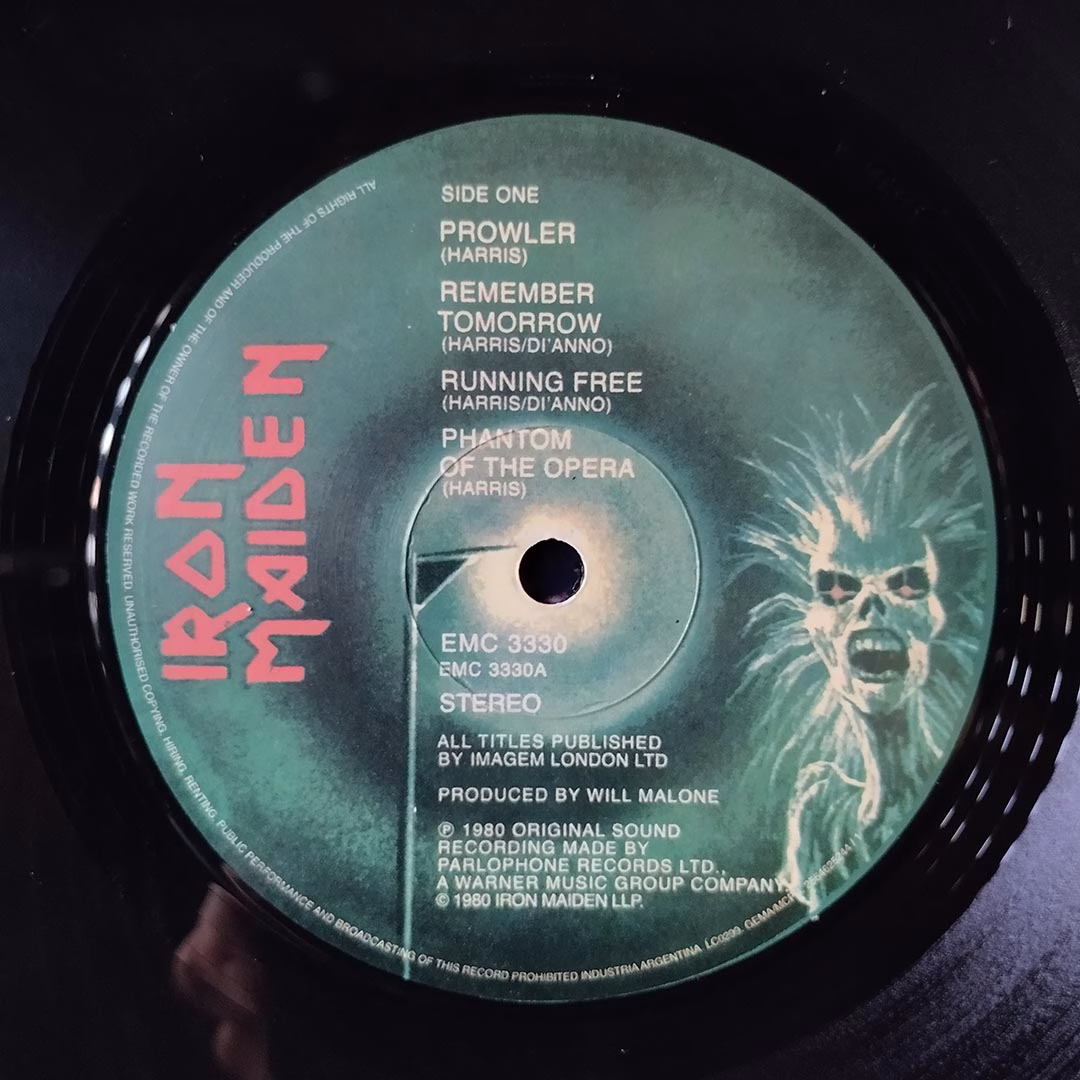 IRON
MAIDEN
SIDE ONE
PROWLER
(HARRIS)
REMEMBER
TOMORROW
(HARRIS/DI'ANNO)
RUNNING FREE
(HARRIS/DI'ANNO)
PHANTOM
OF THE OPERA
(HARRIS)
EMC 3330
EMC 3330A
STEREO
ALL TITLES PUBLISHED
BY IMAGEM LONDON LTD
PRODUCED BY WILL MALONE
℗ 1980 ORIGINAL SOUND
RECORDING MADE BY
PARLOPHONE RECORDS LTD.,
A WARNER MUSIC GROUP COMPANY
© 1980 IRON MAIDEN LLP.
ALL RIGHTS OF THE PRODUCER AND OF THE OWNER OF THE RECORDED WORK RESERVED. UNAUTHORISED COPYING, HIRING, RENTING, PUBLIC PERFORMANCE AND BROADCASTING OF THIS RECORD PROHIBITED INDUSTRIA ARGENTINA LC0299 GEMA/MCPS